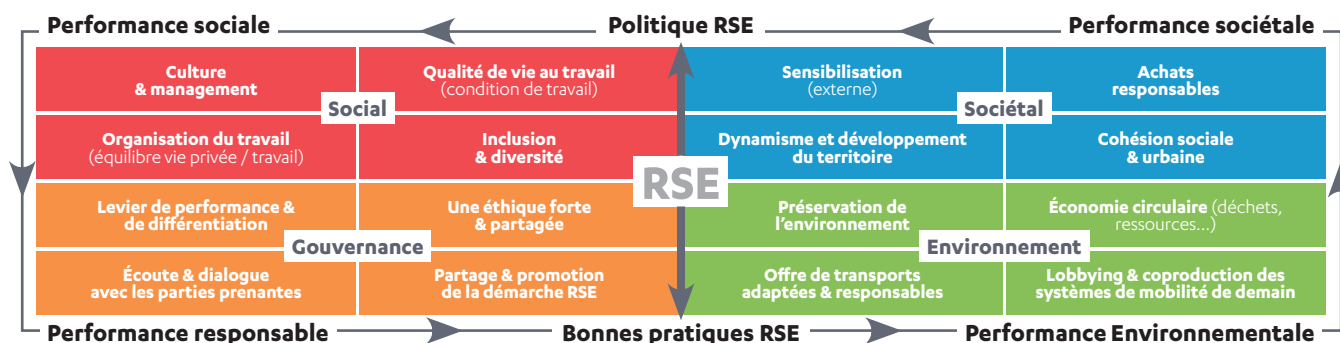 Performance sociale
Politique RSE
Performance sociétale
Culture
& management
Qualité de vie au travail
(condition de travail)
Sensibilisation
(externe)
Achats
responsables
Social
Sociétal
Organisation du travail
(équilibre vie privée / travail)
Inclusion
& diversité
Dynamisme et développement
du territoire
Cohésion sociale
& urbaine
RSE
Levier de performance &
de différentiation
Une éthique forte
& partagée
Préservation de
l'environnement
Économie circulaire (déchets,
ressources...)
Gouvernance
Environnement
Écoute & dialogue
avec les parties prenantes
Partage & promotion
de la démarche RSE
Offre de transports
adaptées & responsables
Lobbying & coproduction des
systèmes de mobilité de demain
Performance responsable
Bonnes pratiques RSE
Performance Environnementale